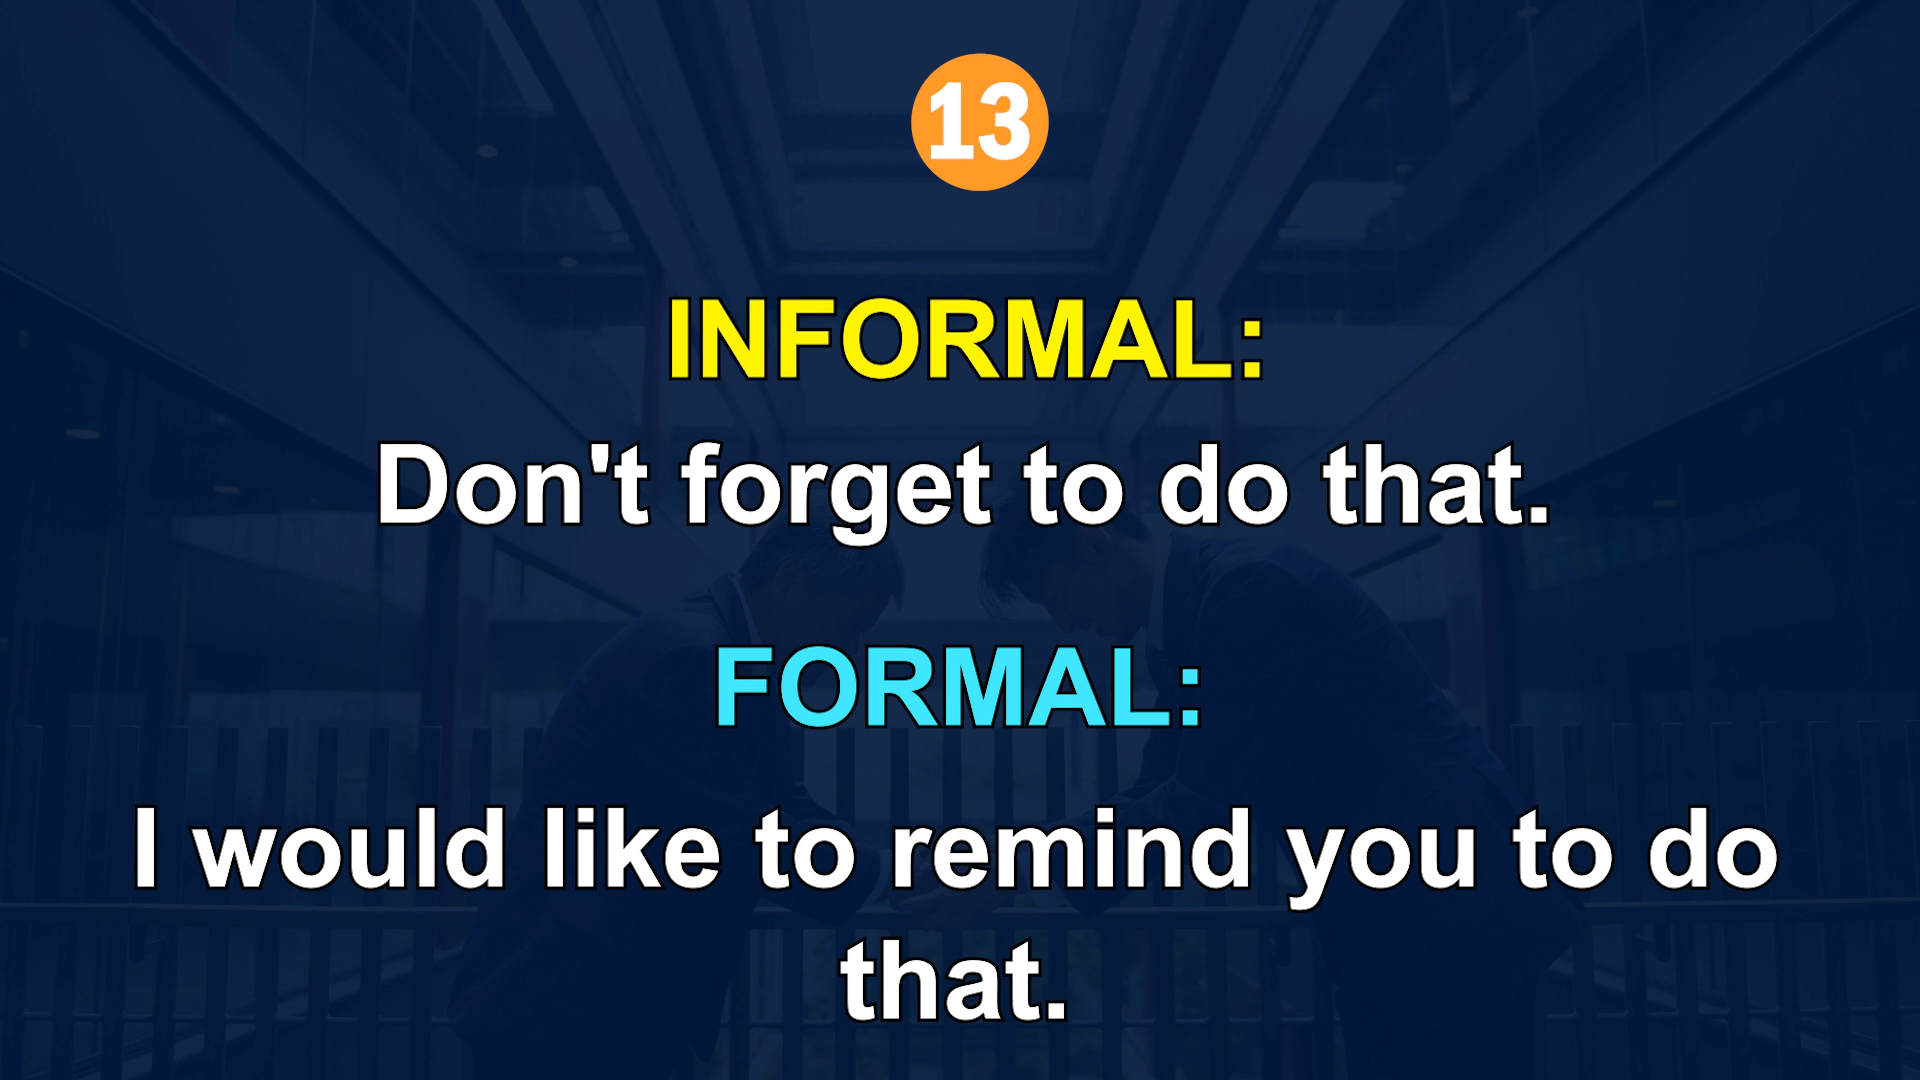 13
INFORMAL:
Don't forget to do that.
FORMAL:
I would like to remind you to do
that.